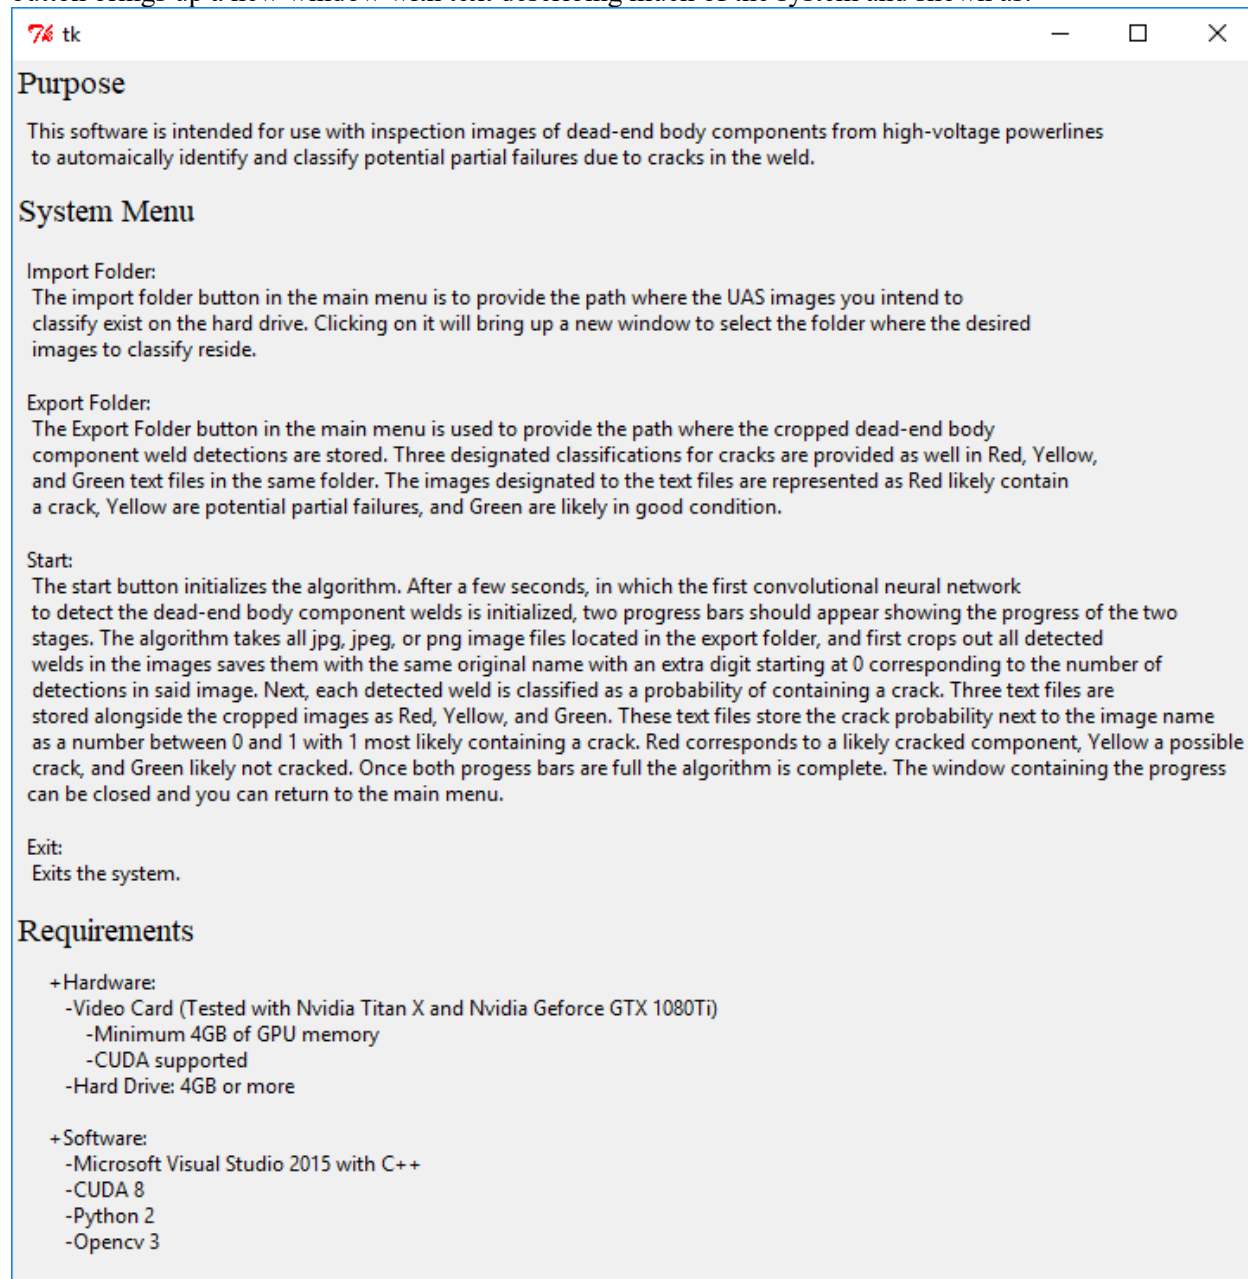 button brings up a new window with text describing much of the system and shown as:
tk
Purpose
This software is intended for use with inspection images of dead-end body components from high-voltage powerlines
to automaically identify and classify potential partial failures due to cracks in the weld.
System Menu
Import Folder:
The import folder button in the main menu is to provide the path where the UAS images you intend to
classify exist on the hard drive. Clicking on it will bring up a new window to select the folder where the desired
images to classify reside.
Export Folder:
The Export Folder button in the main menu is used to provide the path where the cropped dead-end body
component weld detections are stored. Three designated classifications for cracks are provided as well in Red, Yellow,
and Green text files in the same folder. The images designated to the text files are represented as Red likely contain
a crack, Yellow are potential partial failures, and Green are likely in good condition.
Start:
The start button initializes the algorithm. After a few seconds, in which the first convolutional neural network
to detect the dead-end body component welds is initialized, two progress bars should appear showing the progress of the two
stages. The algorithm takes all jpg, jpeg, or png image files located in the export folder, and first crops out all detected
welds in the images saves them with the same original name with an extra digit starting at 0 corresponding to the number of
detections in said image. Next, each detected weld is classified as a probability of containing a crack. Three text files are
stored alongside the cropped images as Red, Yellow, and Green. These text files store the crack probability next to the image name
as a number between 0 and 1 with 1 most likely containing a crack. Red corresponds to a likely cracked component, Yellow a possible
crack, and Green likely not cracked. Once both progess bars are full the algorithm is complete. The window containing the progress
can be closed and you can return to the main menu.
Exit:
Exits the system.
Requirements
+Hardware:
-Video Card (Tested with Nvidia Titan X and Nvidia Geforce GTX 1080Ti)
-Minimum 4GB of GPU memory
-CUDA supported
-Hard Drive: 4GB or more
+Software:
-Microsoft Visual Studio 2015 with C++
-CUDA 8
-Python 2
-Opencv 3